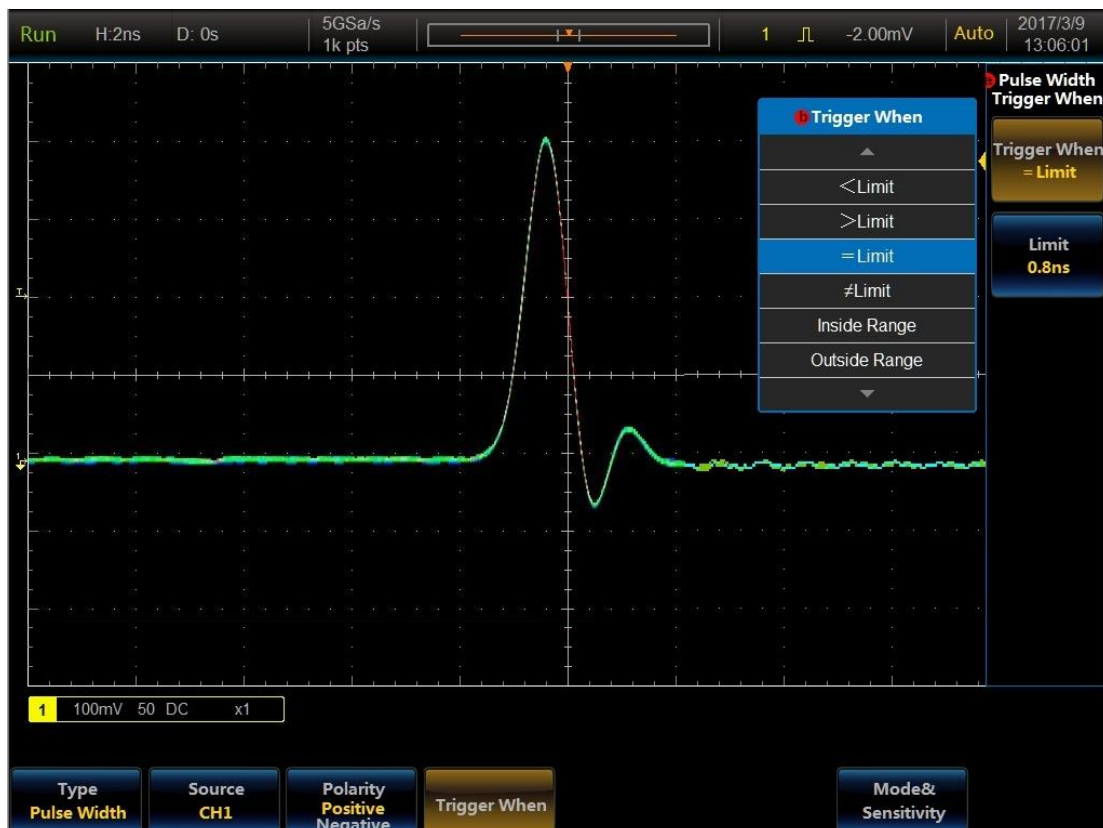 Run H:2ns D: 0s 5GSa/s 1 -2.00mV Auto 2017/3/9
1k pts 13:06:01
Pulse Width
Trigger When
b Trigger When
<Limit
>Limit
=Limit
≠Limit
Inside Range
Outside Range
Trigger When
= Limit
Limit
0.8ns
T
1
1 100mV 50 DC x1
Type
Pulse Width
Source
CH1
Polarity
Positive
Negative
Trigger When
Mode&
Sensitivity